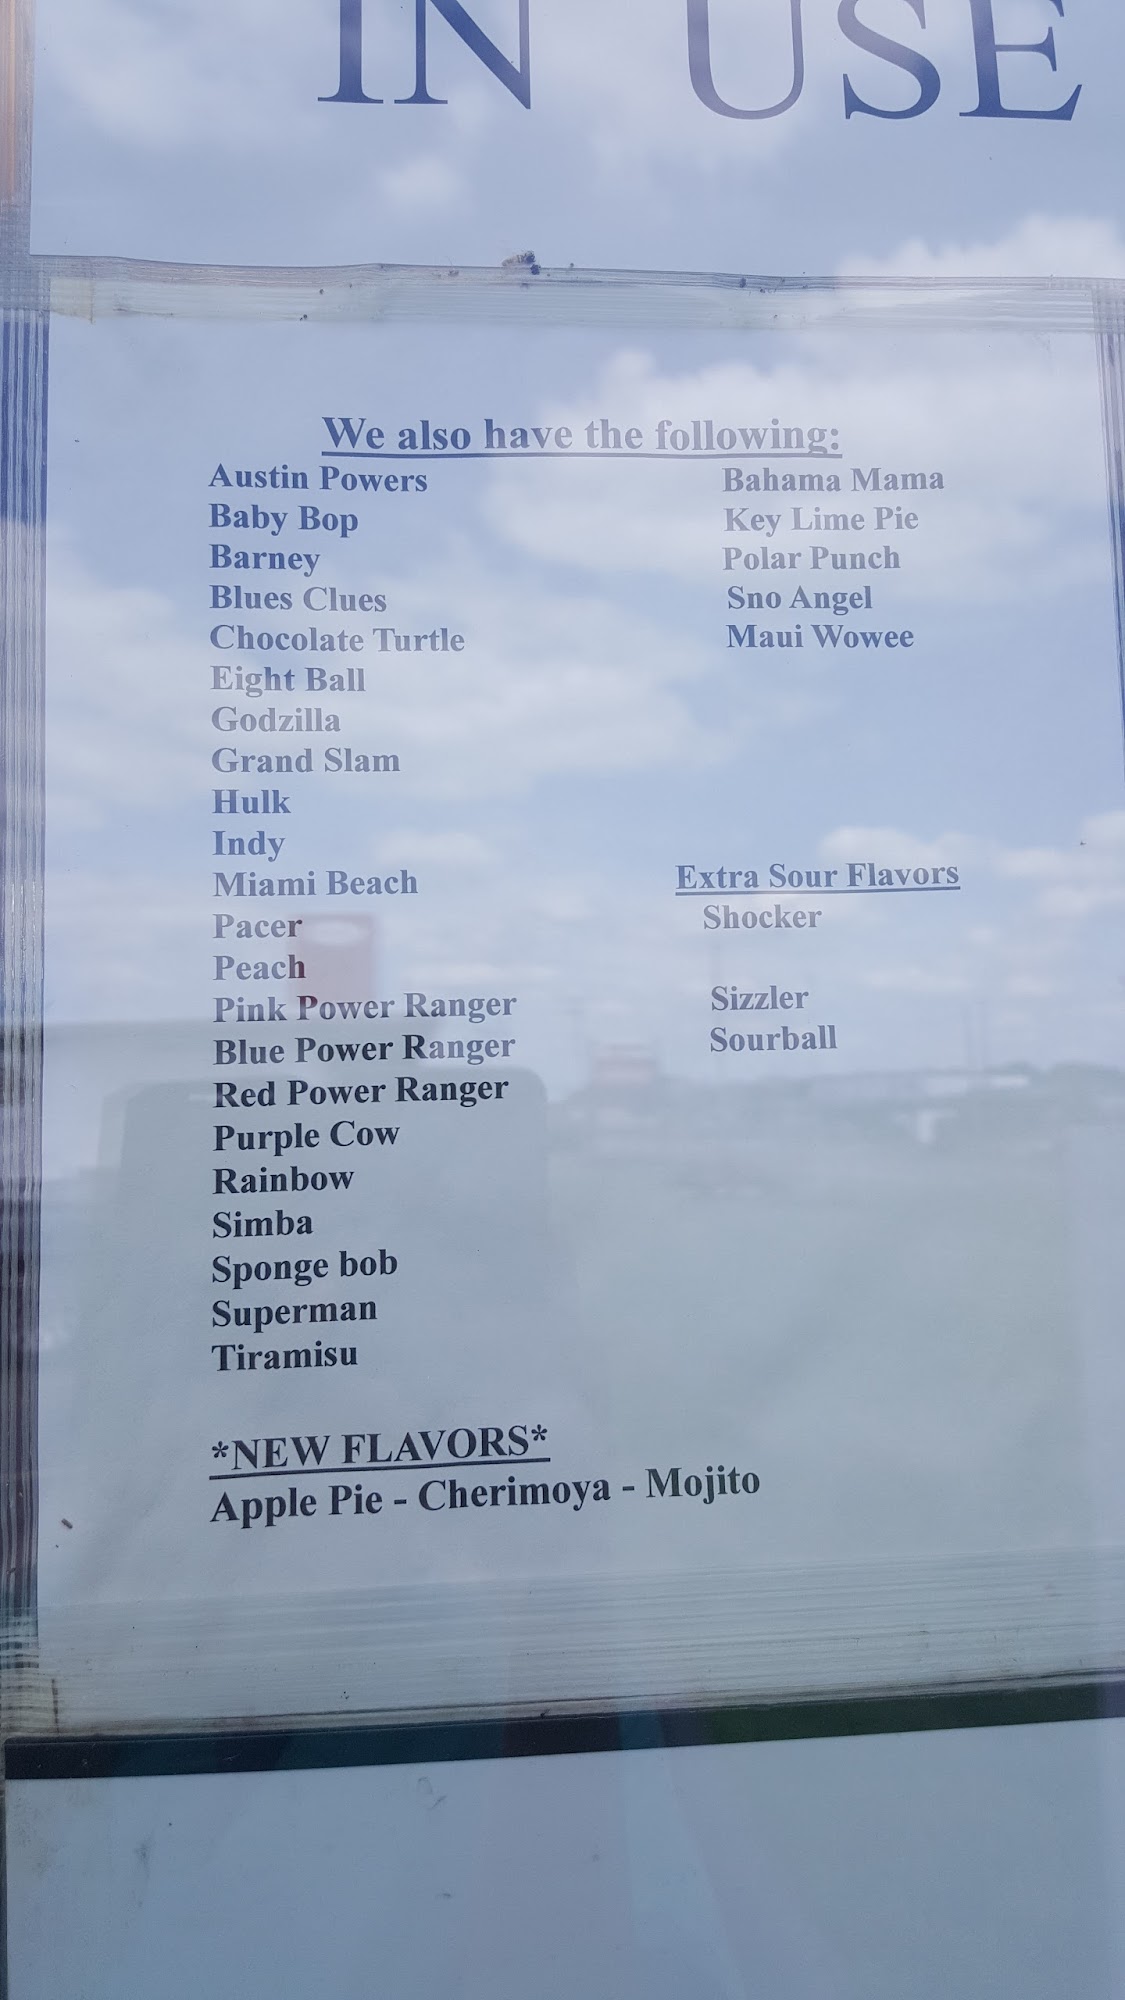 IN USE
We also have the following:
Austin Powers
Baby Bop
Barney
Blues Clues
Chocolate Turtle
Eight Ball
Godzilla
Grand Slam
Hulk
Indy
Miami Beach
Pacer
Peach
Pink Power Ranger
Blue Power Ranger
Red Power Ranger
Purple Cow
Rainbow
Simba
Sponge bob
Superman
Tiramisu
Bahama Mama
Key Lime Pie
Polar Punch
Sno Angel
Maui Wowee
Extra Sour Flavors
Shocker
Sizzler
Sourball
*NEW FLAVORS*
Apple Pie - Cherimoya - Mojito